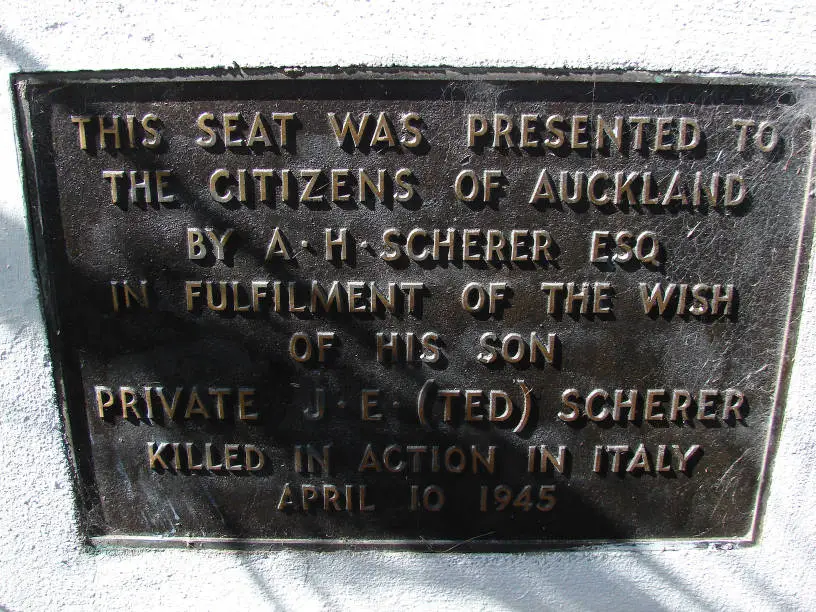 THIS SEAT WAS PRESENTED TO
THE CITIZENS OF AUCKLAND
BY A·H·SCHERER ESQ
IN FULFILMENT OF THE WISH
OF HIS SON
PRIVATE J·E·(TED) SCHERER
KILLED IN ACTION IN ITALY
APRIL 10 1945